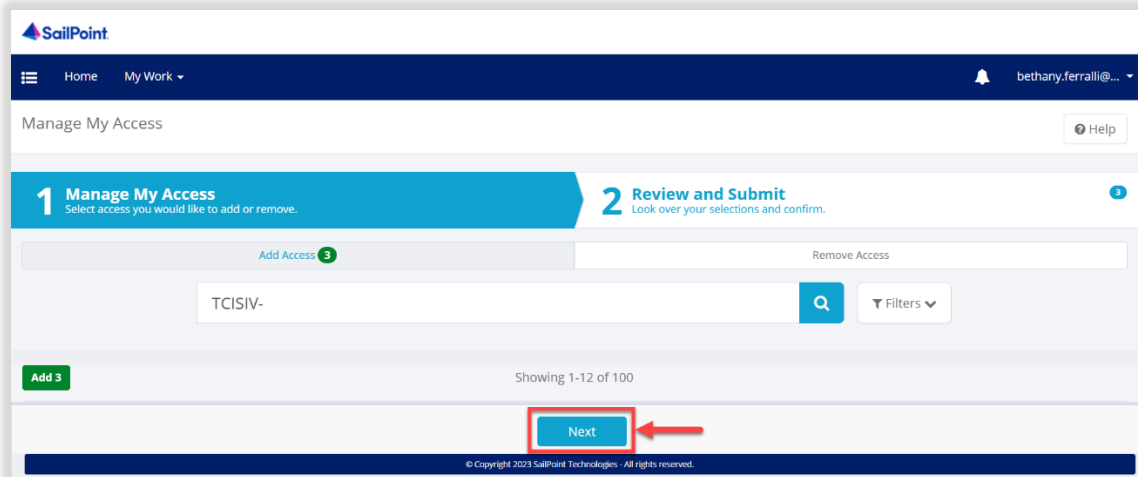 SailPoint.
Home My Work bethany.ferralli@...
Manage My Access Help
1 Manage My Access
Select access you would like to add or remove.
2 Review and Submit 3
Look over your selections and confirm.
Add Access 3 Remove Access
TCISIV- Filters
Add 3 Showing 1-12 of 100
Next
© Copyright 2023 SailPoint Technologies - All rights reserved.